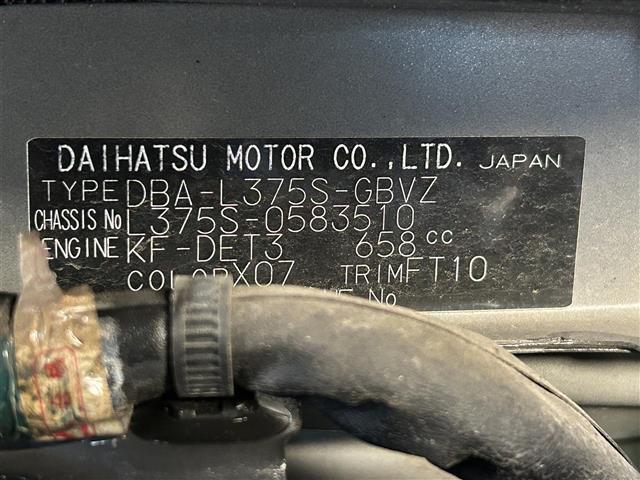 DAIHATSU MOTOR CO.,LTD. JAPAN
TYPE DBA-L375S-GBVZ
CHASSIS No L375S-0583510
ENGINE KF-DET3 658cc
COLOR X07 TRIM FT10
No